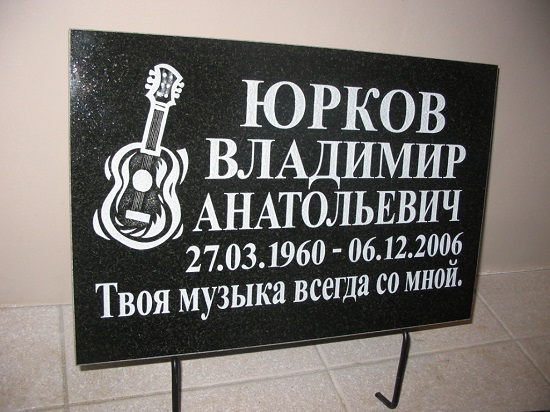 ЮРКОВ
ВЛАДИМИР
АНАТОЛЬЕВИЧ
27.03.1960 - 06.12.2006
Твоя музыка всегда со мной.